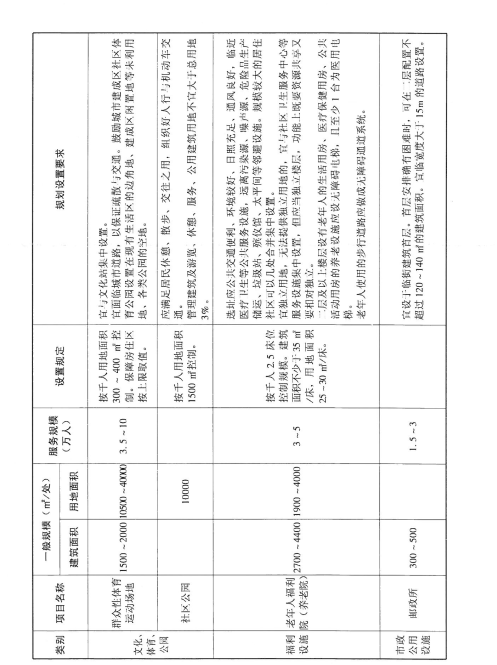 类别
项目名称
一般规模（㎡/处）
建筑面积
用地面积
服务规模
（万人）
设置规定
规划设置要求
文化、
体育、
公园
群众性体育
运动场地
1500~2000
10500~40000
3.5~10
按千人用地面积
300~400㎡控
制。保障房住区
按上限取值。
宜与文化站集中设置。
宜面临城市道路，以保证疏散与交通。鼓励城市建成区社区体
育公园设置在现有生活区的边角地、建成区闲置地等未利用
地、各类公园的空地。
社区公园
10000
按千人用地面积
1500㎡控制。
应满足居民休憩、散步、交往之用，组织好人行与机动车交
通。
管理建筑及游览、休憩、服务、公用建筑用地不宜大于总用地
3%。
福利
设施
老年人福利
院（养老院）
2700~4400
1900~4000
3~5
按千人2.5床位
控制规模。建筑
面积不少于35㎡
/床，用地面积
25~30㎡/床。
选址应公共交通便利、环境较好、日照充足、通风良好，临近
医疗卫生等公共服务设施，远离污染源、噪声源、危险品生产
储运、垃圾站、殡仪馆、太平间等邻避设施。规模较大的居住
社区可以几处合并集中设置。
宜独立用地，无法提供独立用地的，宜与社区卫生服务中心等
服务设施集中设置，但应当独立楼层，功能上既要资源共享又
要相对独立。
二层及以上楼层设有老年人的生活用房、医疗保健用房、公共
活动用房的养老设施应设无障碍电梯，且至少1台为医用电
梯。
老年人使用的步行道路应做成无障碍通道系统。
市政
公用
设施
邮政所
300~500
1.5~3
宜设于临街建筑首层。首层安排确有困难时，可在二层配置不
超过120~140㎡的建筑面积。宜临宽度大于15m的道路设置。